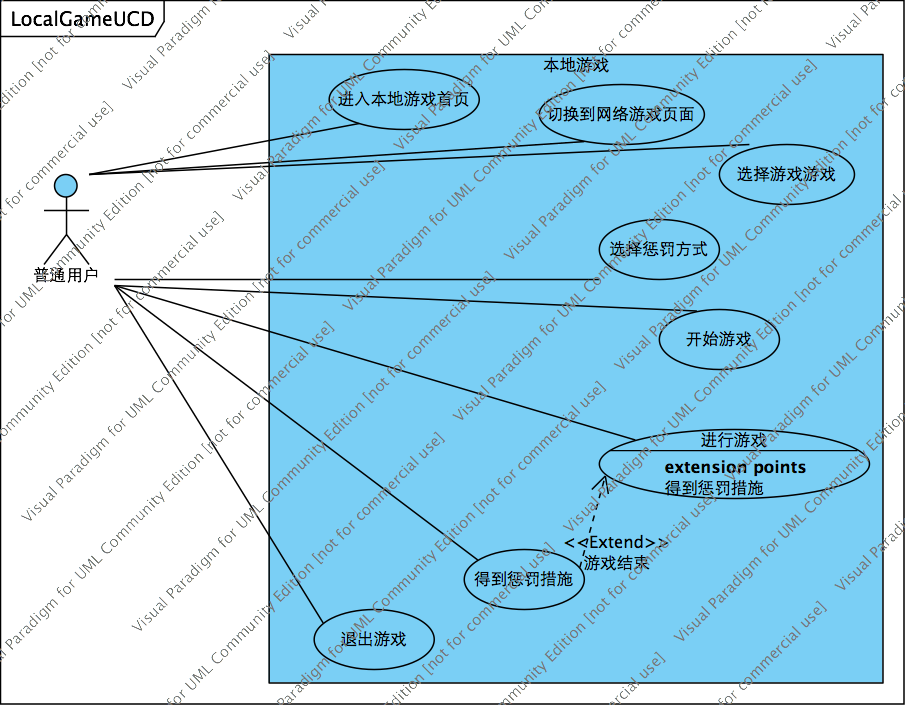 LocalGameUCD
本地游戏
进入本地游戏首页
切换到网络游戏页面
选择游戏游戏
普通用户
选择惩罚方式
开始游戏
进行游戏
extension points
得到惩罚措施
<<Extend>>
游戏结束
得到惩罚措施
退出游戏
Visual Paradigm for UML Community Edition [not for commercial use]